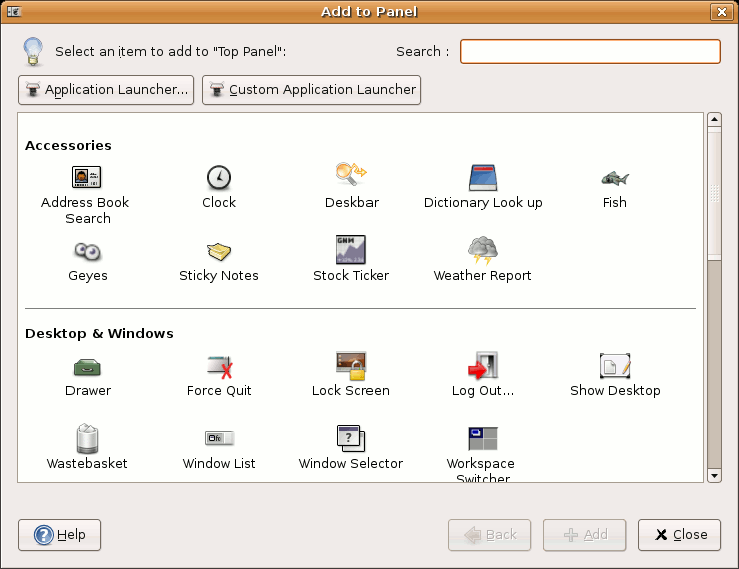 Add to Panel
Select an item to add to "Top Panel":
Search :
Application Launcher...
Custom Application Launcher
Accessories
Address Book
Search
Clock
Deskbar
Dictionary Look up
Fish
Geyes
Sticky Notes
Stock Ticker
Weather Report
Desktop & Windows
Drawer
Force Quit
Lock Screen
Log Out...
Show Desktop
Wastebasket
Window List
Window Selector
Workspace
Switcher
Help
Back
Add
Close